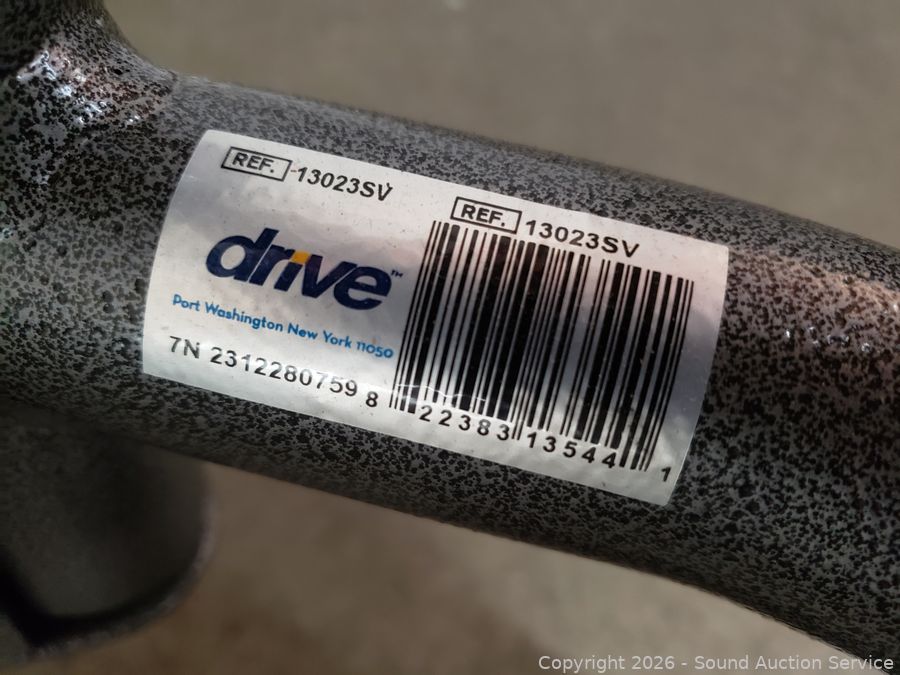 REF. 13023SV
REF. 13023SV
drive™
Port Washington New York 11050
7N 2312280759
8 22383 13544 1
Copyright 2026 - Sound Auction Service